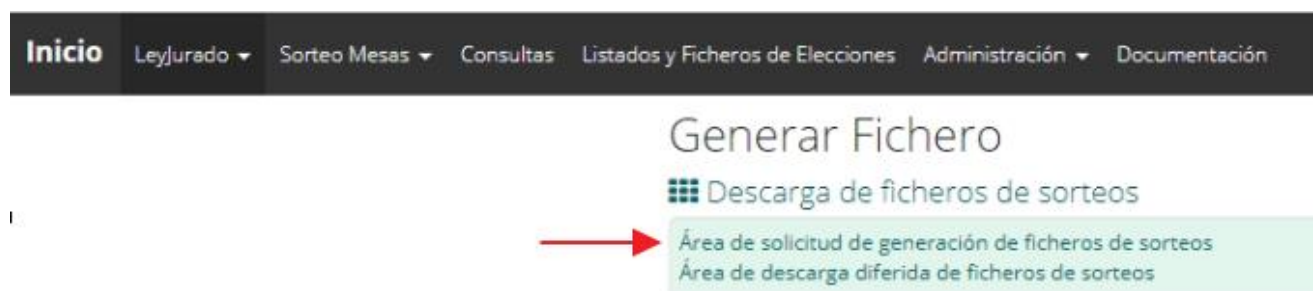 Inicio LeyJurado Sorteo Mesas Consultas Listados y Ficheros de Elecciones Administración Documentación
Generar Fichero
Descarga de ficheros de sorteos
Área de solicitud de generación de ficheros de sorteos
Área de descarga diferida de ficheros de sorteos